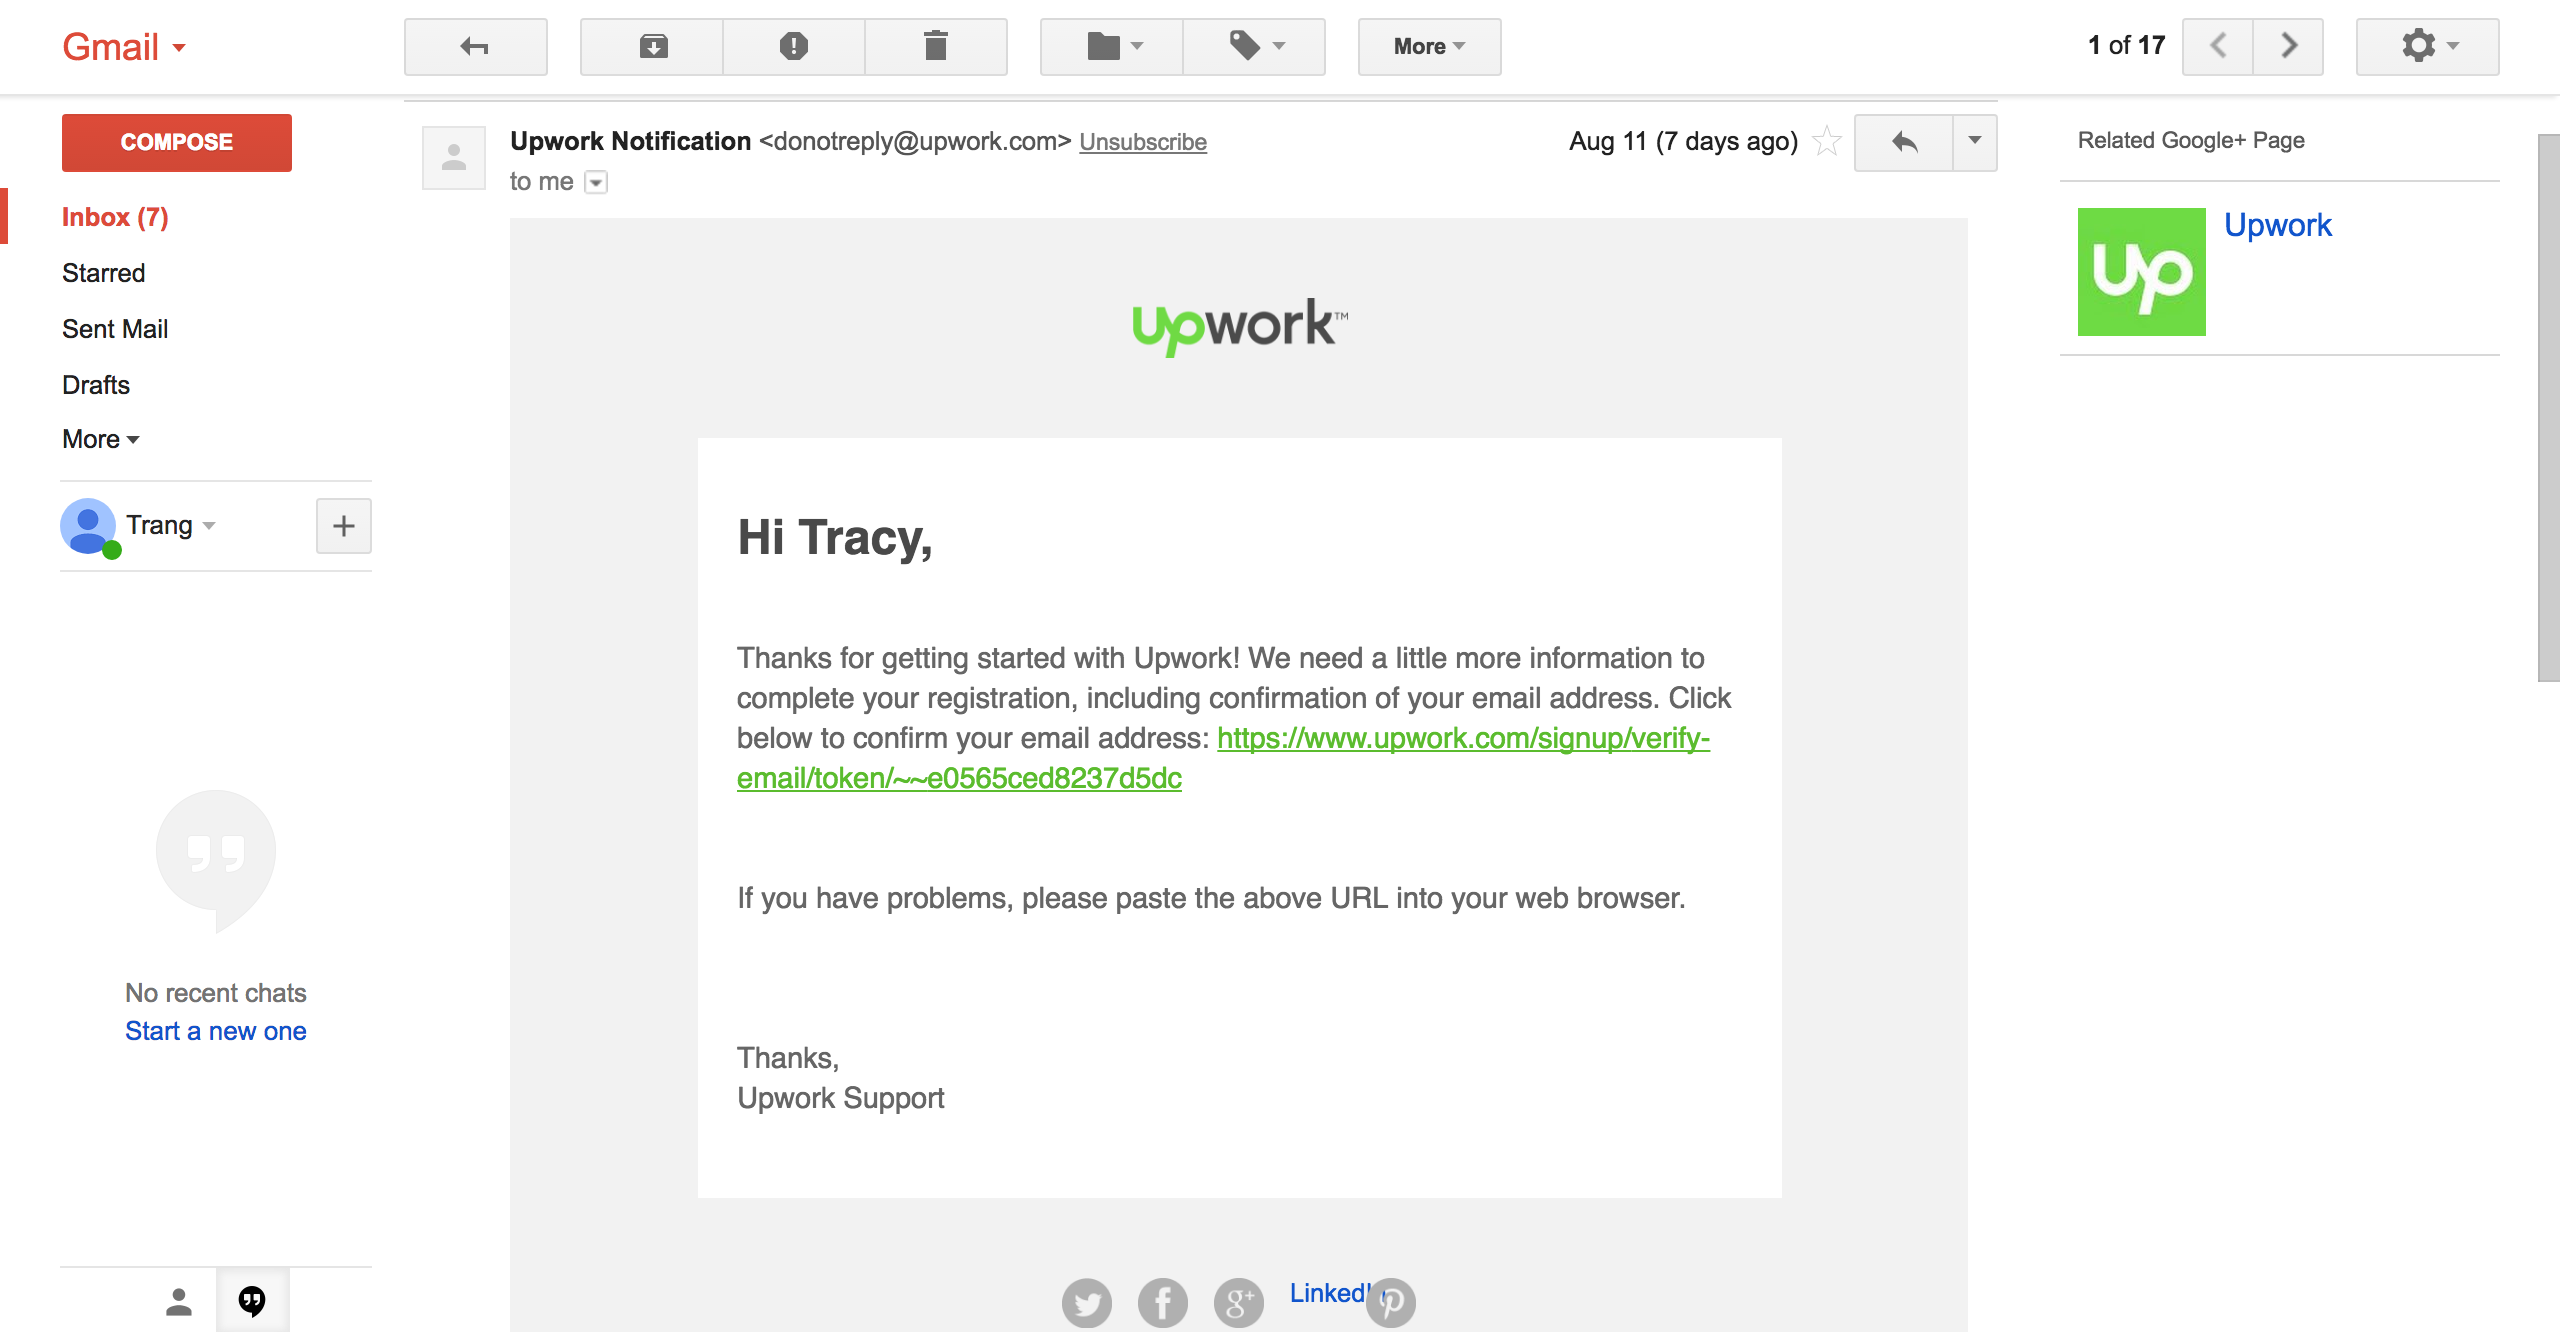 Gmail
More
1 of 17
COMPOSE
Inbox (7)
Starred
Sent Mail
Drafts
More
Trang
No recent chats
Start a new one
Upwork Notification <donotreply@upwork.com> Unsubscribe
Aug 11 (7 days ago)
to me
upwork™
Hi Tracy,
Thanks for getting started with Upwork! We need a little more information to
complete your registration, including confirmation of your email address. Click
below to confirm your email address: https://www.upwork.com/signup/verify-
email/token/~~e0565ced8237d5dc
If you have problems, please paste the above URL into your web browser.
Thanks,
Upwork Support
Related Google+ Page
up
Upwork